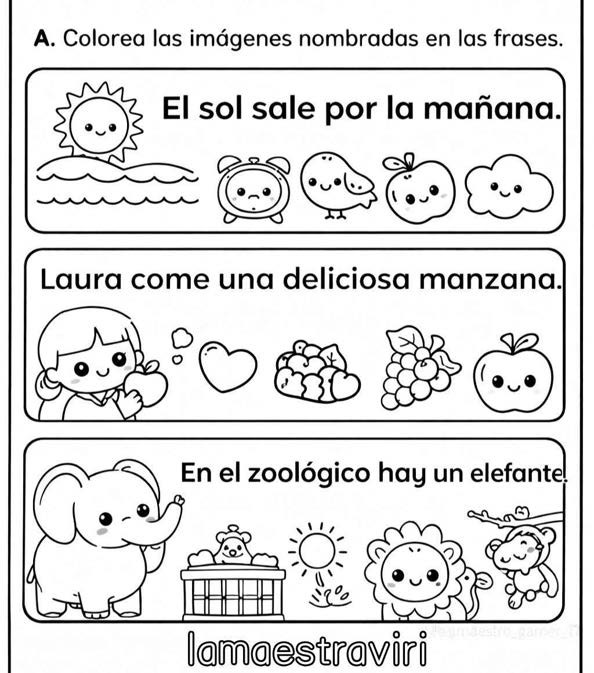 A. Colorea las imágenes nombradas en las frases.
El sol sale por la mañana.
Laura come una deliciosa manzana.
En el zoológico hay un elefante.
lamaestraviri